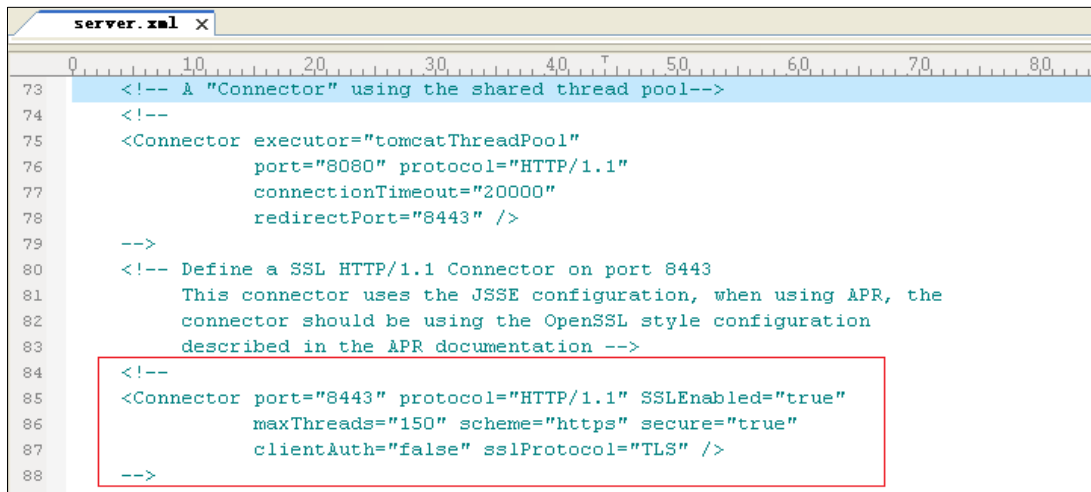 server.xml ×
0 10 20 30 40 50 60 70 80
73 <!-- A "Connector" using the shared thread pool-->
74 <!--
75 <Connector executor="tomcatThreadPool"
76 port="8080" protocol="HTTP/1.1"
77 connectionTimeout="20000"
78 redirectPort="8443" />
79 -->
80 <!-- Define a SSL HTTP/1.1 Connector on port 8443
81 This connector uses the JSSE configuration, when using APR, the
82 connector should be using the OpenSSL style configuration
83 described in the APR documentation -->
84 <!--
85 <Connector port="8443" protocol="HTTP/1.1" SSLEnabled="true"
86 maxThreads="150" scheme="https" secure="true"
87 clientAuth="false" sslProtocol="TLS" />
88 -->